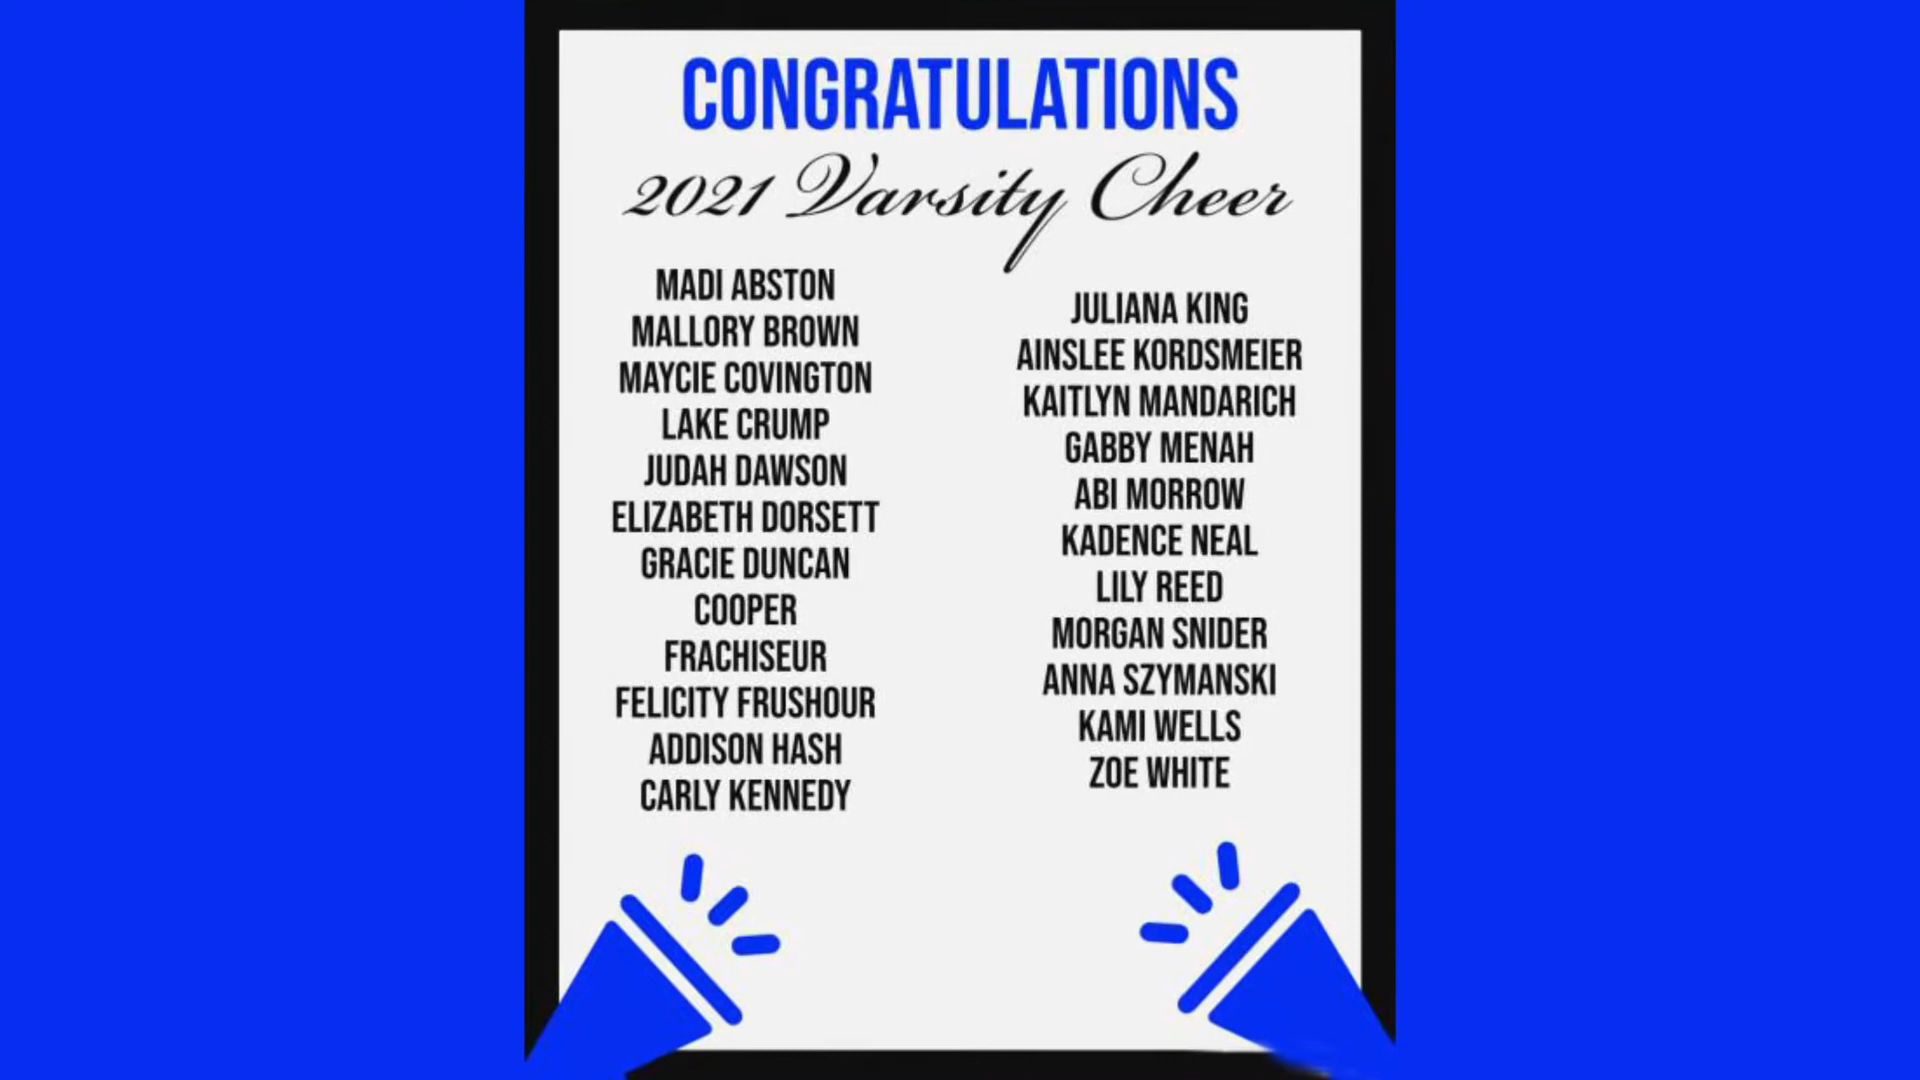 CONGRATULATIONS
2021 Varsity Cheer
MADI ABSTON
MALLORY BROWN
MAYCIE COVINGTON
LAKE CRUMP
JUDAH DAWSON
ELIZABETH DORSETT
GRACIE DUNCAN
COOPER
FRACHISEUR
FELICITY FRUSHOUR
ADDISON HASH
CARLY KENNEDY
JULIANA KING
AINSLEE KORDSMEIER
KAITLYN MANDARICH
GABBY MENAH
ABI MORROW
KADENCE NEAL
LILY REED
MORGAN SNIDER
ANNA SZYMANSKI
KAMI WELLS
ZOE WHITE